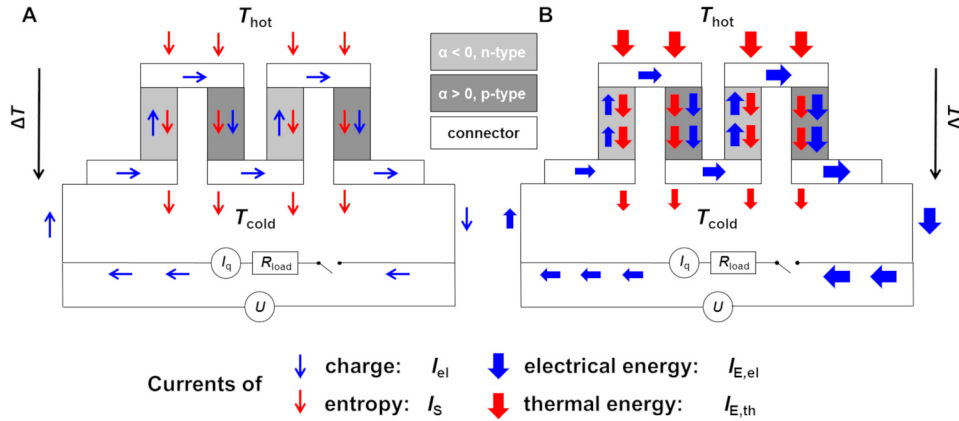 A
T_hot
α < 0, n-type
α > 0, p-type
connector
ΔT
T_cold
I_q
R_load
U
B
T_hot
ΔT
T_cold
I_q
R_load
U
Currents of
charge: I_el
entropy: I_S
electrical energy: I_E,el
thermal energy: I_E,th